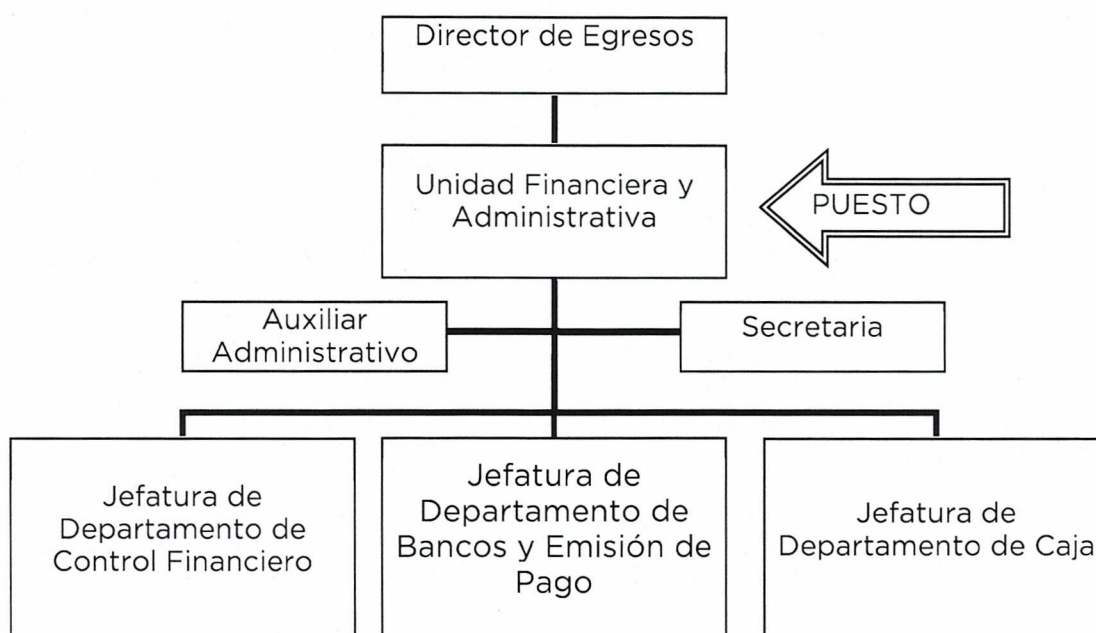 Director de Egresos
Unidad Financiera y
Administrativa
PUESTO
Auxiliar
Administrativo
Secretaria
Jefatura de
Departamento de
Control Financiero
Jefatura de
Departamento de
Bancos y Emisión de
Pago
Jefatura de
Departamento de Caja